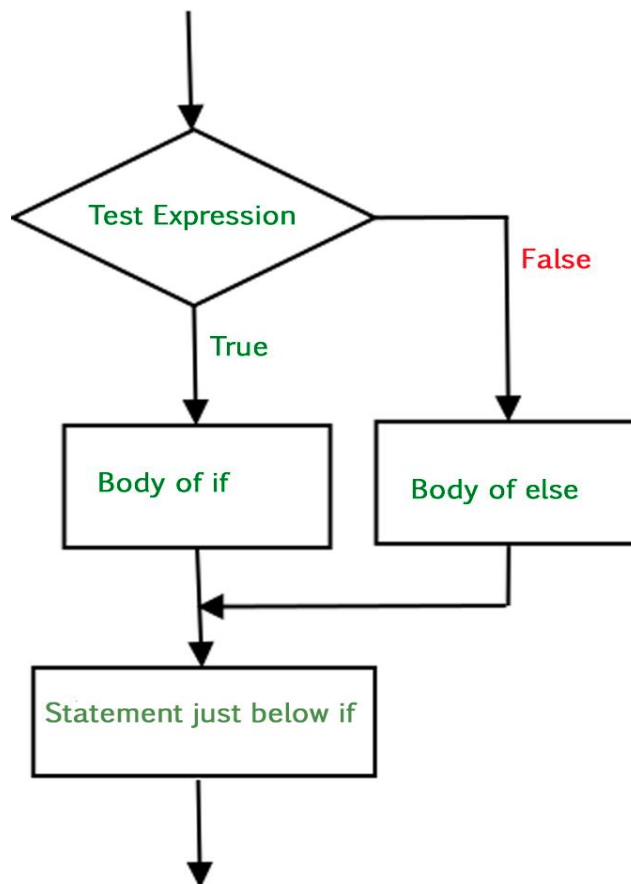 Test Expression
False
True
Body of if
Body of else
Statement just below if